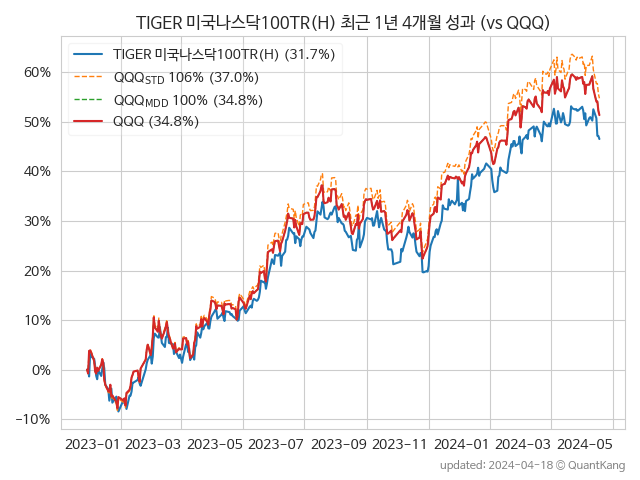 TIGER 미국나스닥100TR(H) 최근 1년 4개월 성과 (vs QQQ)
TIGER 미국나스닥100TR(H) (31.7%)
QQQSTD 106% (37.0%)
QQQMDD 100% (34.8%)
QQQ (34.8%)
60%
50%
40%
30%
20%
10%
0%
−10%
2023-01 2023-03 2023-05 2023-07 2023-09 2023-11 2024-01 2024-03 2024-05
updated: 2024-04-18 © QuantKang